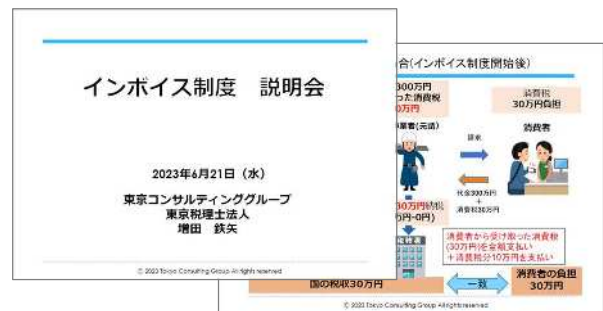 インボイス制度 説明会
2023年6月21日（水）
東京コンサルティンググループ
東京税理士法人
増田 鉄矢
© 2023 Tokyo Consulting Group All rights reserved
合(インボイス制度開始後)
300万円
った消費税
0万円
業者(元請)
消費税
30万円負担
消費者
請求
代金300万円
+
消費税30万円
30万円納税
万円-0円)
消費者から受け取った消費税
(30万円)を全額支払い
+消費税分10万円を支払い
国の税収30万円
一致
消費者の負担
30万円
© 2023 Tokyo Consulting Group All rights reserved